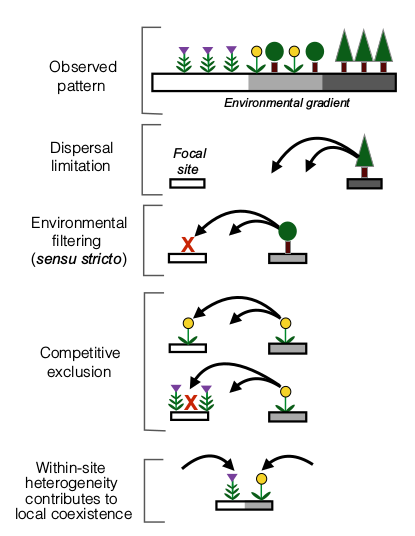 Observed
pattern
Environmental gradient
Dispersal
limitation
Focal
site
Environmental
filtering
(sensu stricto)
X
Competitive
exclusion
X
Within-site
heterogeneity
contributes to
local coexistence